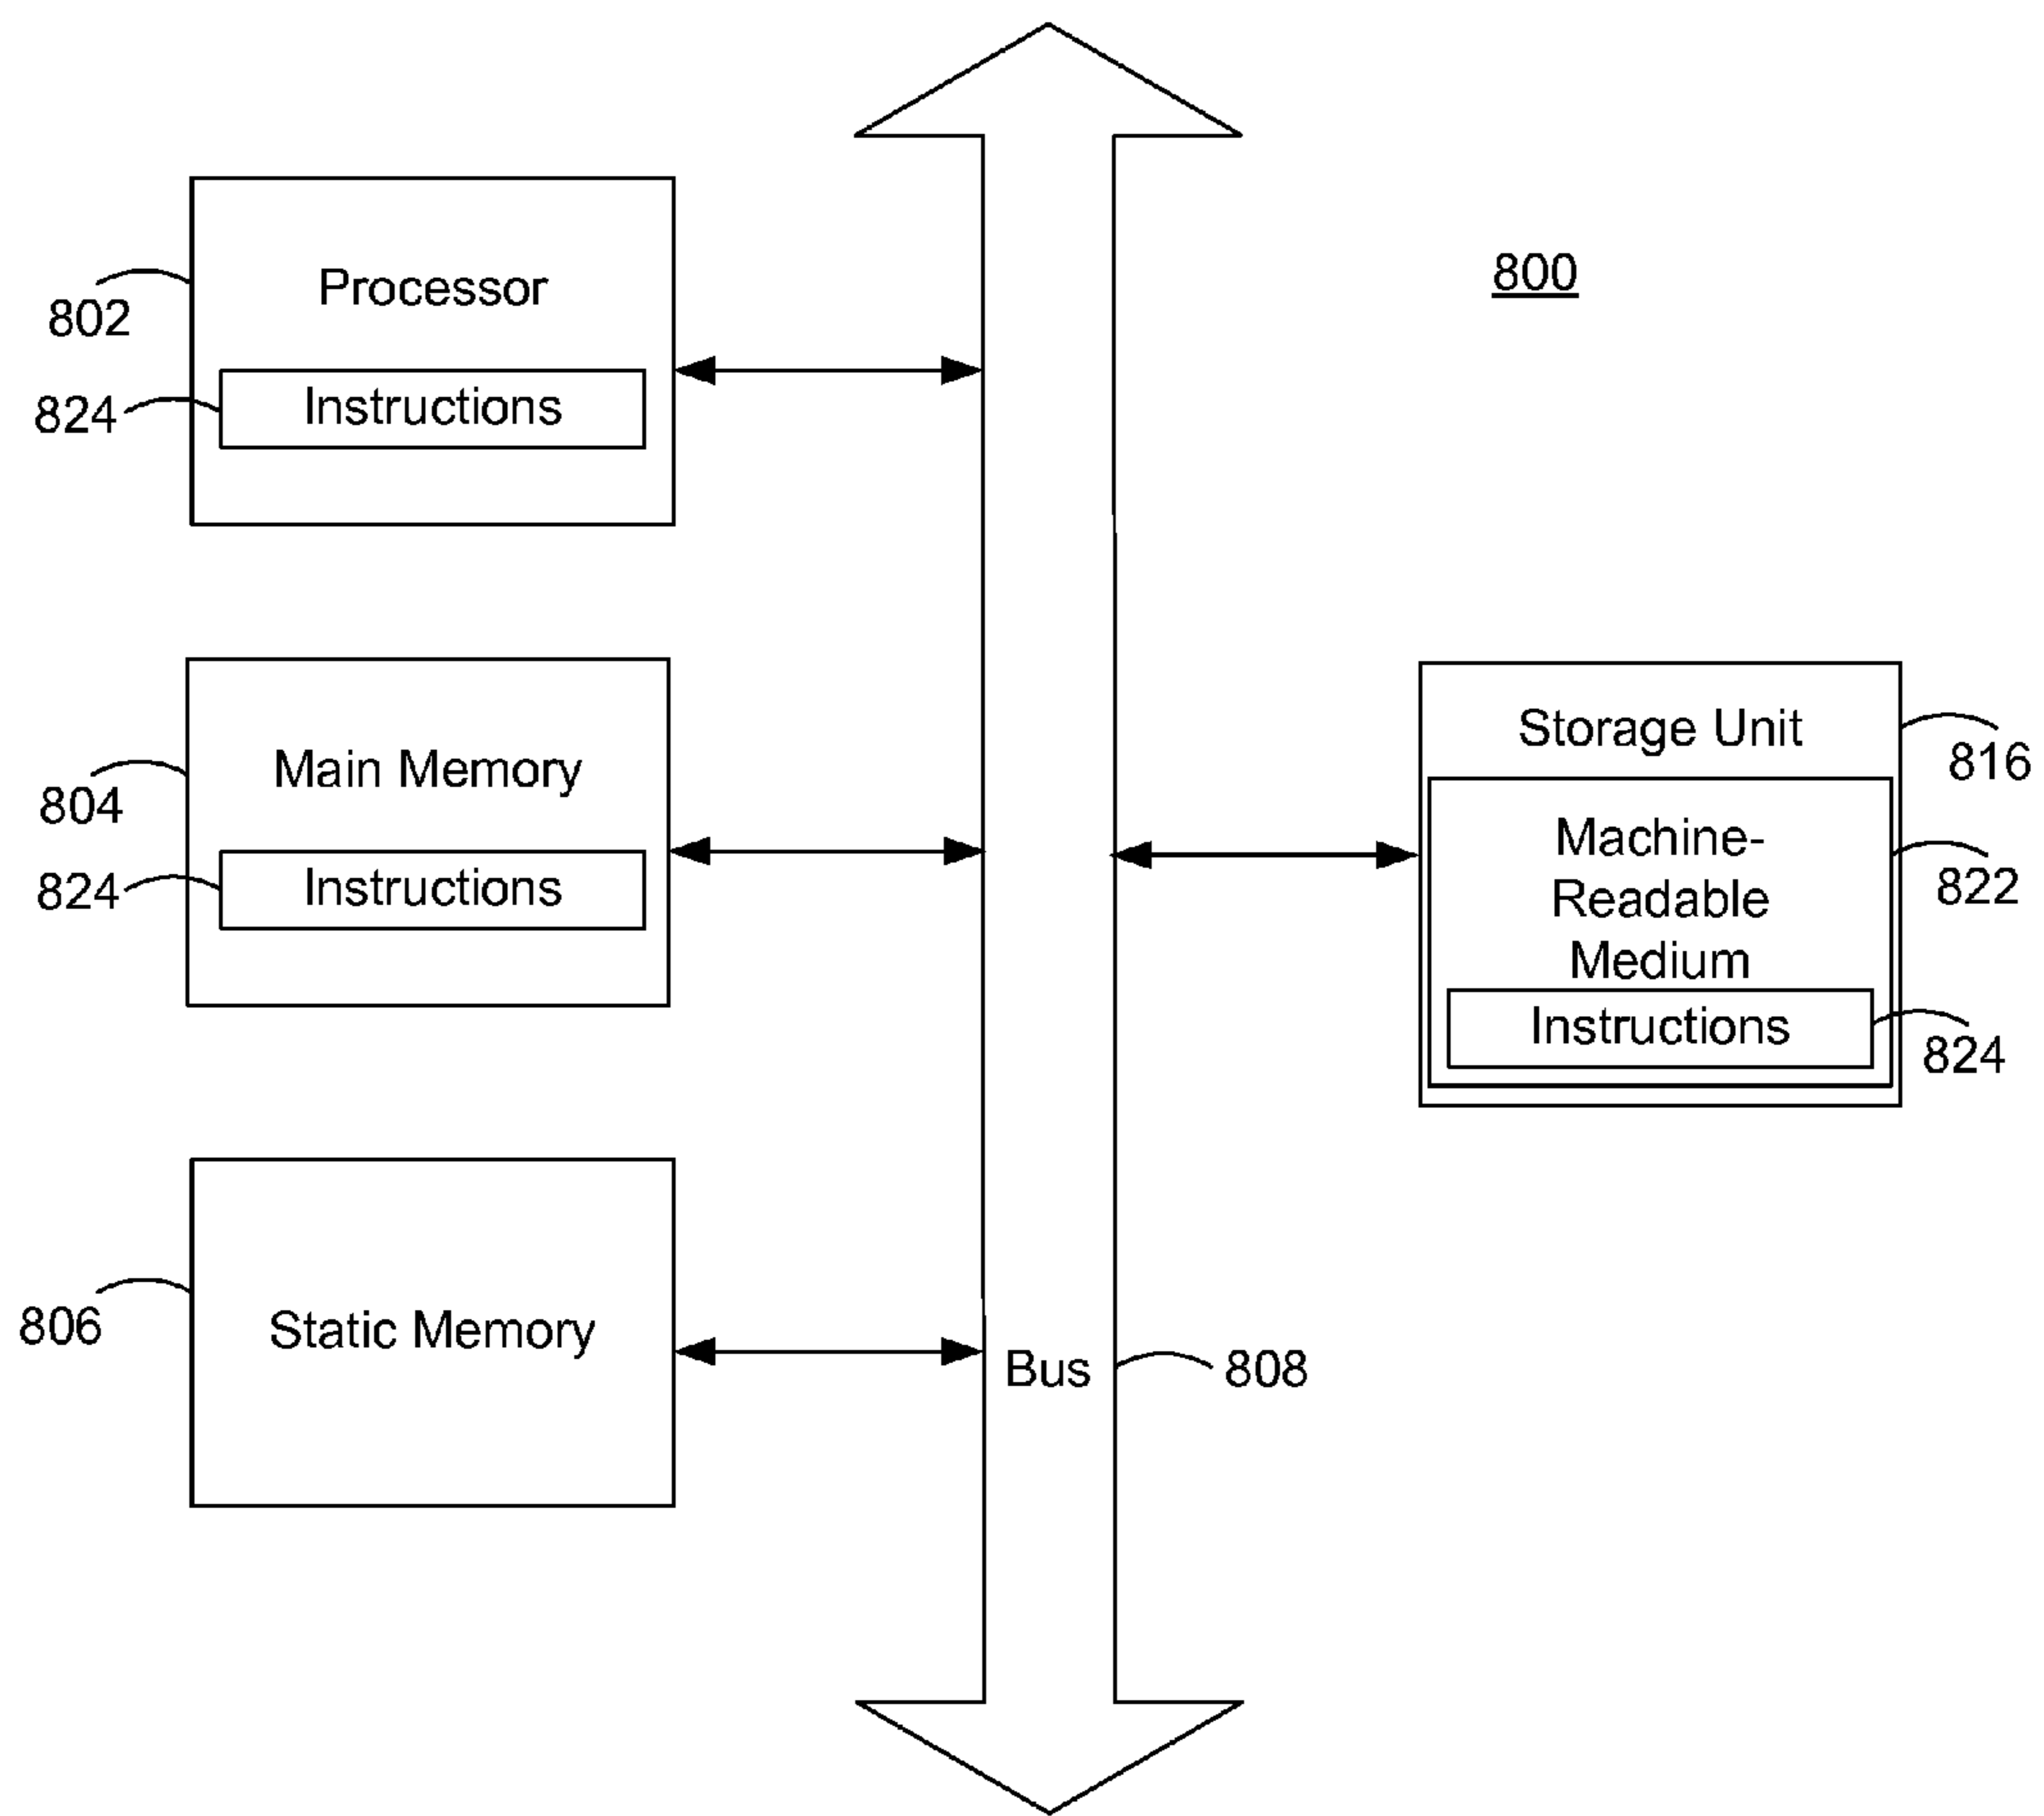 800
Processor
802
824
Instructions
Main Memory
804
824
Instructions
Storage Unit
816
Machine-
Readable
Medium
822
Instructions
824
Static Memory
806
Bus
808